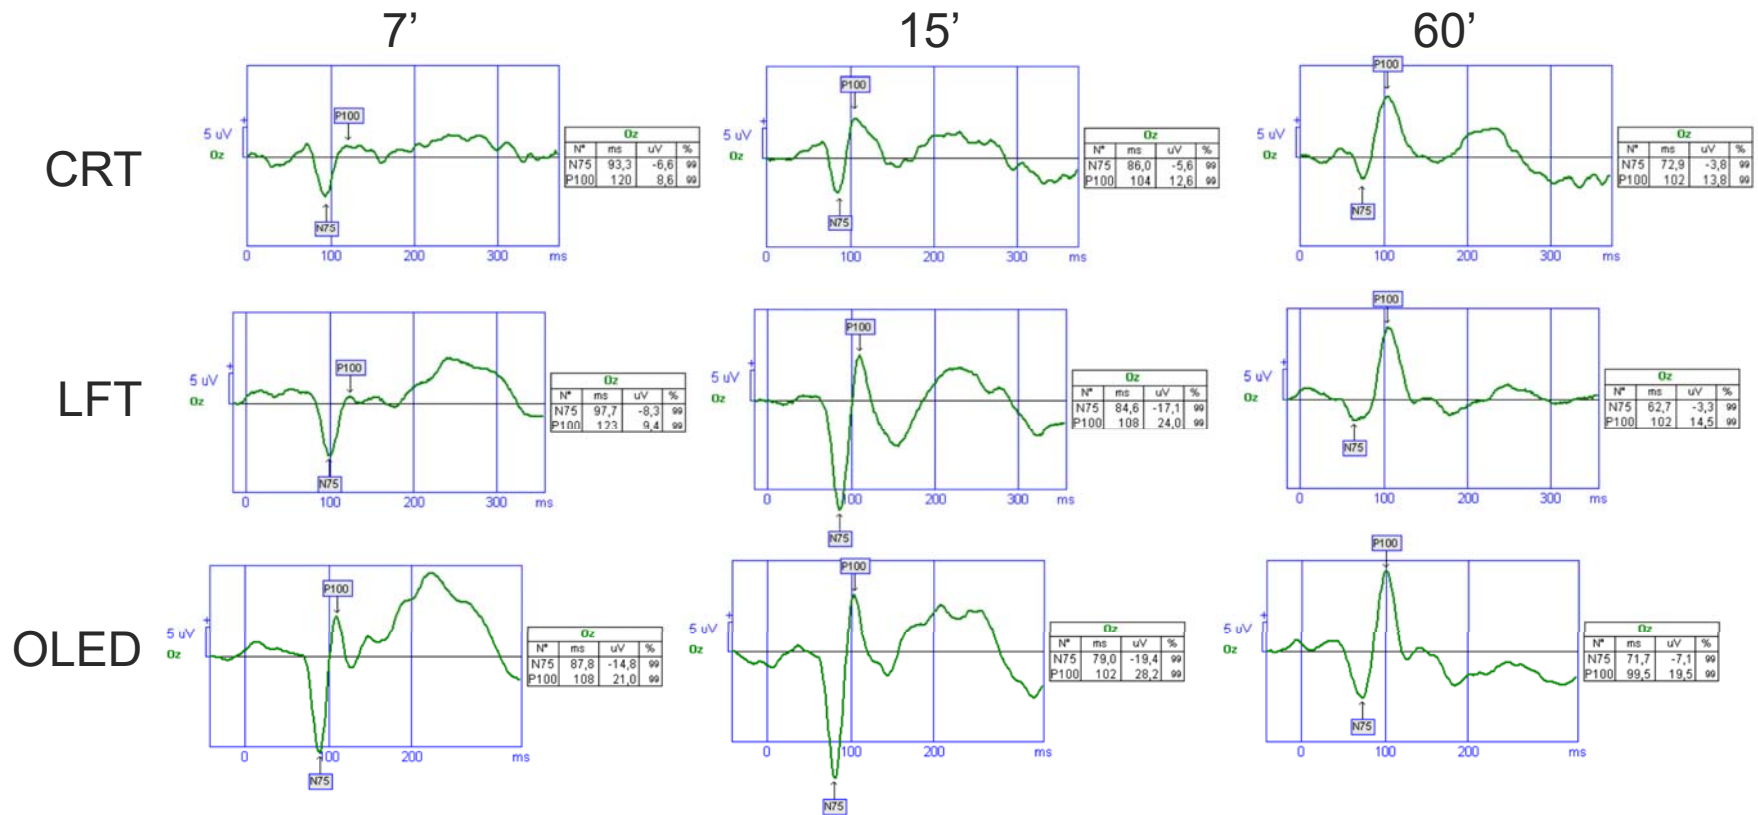 7’ 15’ 60’
CRT
P100
5 uV
+
Oz
N75
0 100 200 300 ms
Oz
N° ms uV %
N75 93,3 -6,6 99
P100 120 8,6 99
P100
5 uV
+
Oz
N75
0 100 200 300 ms
Oz
N° ms uV %
N75 86,0 -5,6 99
P100 104 12,6 99
P100
5 uV
+
Oz
N75
0 100 200 300 ms
Oz
N° ms uV %
N75 72,9 -3,8 99
P100 102 13,8 99
LFT
P100
5 uV
+
Oz
N75
0 100 200 300 ms
Oz
N° ms uV %
N75 97,7 -8,3 99
P100 123 9,4 99
P100
5 uV
+
Oz
N75
0 100 200 300 ms
Oz
N° ms uV %
N75 84,6 -17,1 99
P100 108 24,0 99
P100
5 uV
+
Oz
N75
0 100 200 300 ms
Oz
N° ms uV %
N75 62,7 -3,3 99
P100 102 14,5 99
OLED
P100
5 uV
+
Oz
N75
0 100 200 ms
Oz
N° ms uV %
N75 87,8 -14,8 99
P100 108 21,0 99
P100
5 uV
+
Oz
N75
0 100 200 ms
Oz
N° ms uV %
N75 79,0 -19,4 99
P100 102 28,2 99
P100
5 uV
+
Oz
N75
0 100 200 ms
Oz
N° ms uV %
N75 71,7 -7,1 99
P100 99,5 19,5 99